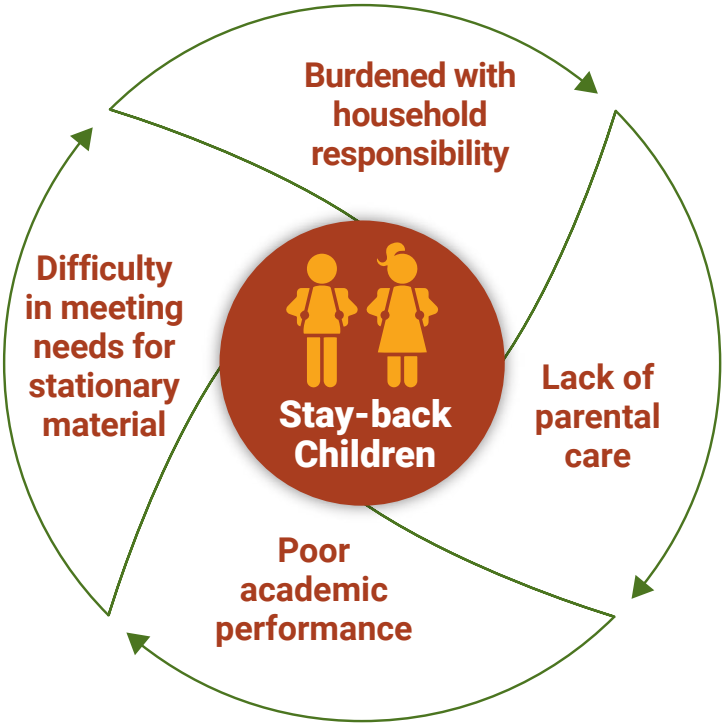 Burdened with
household
responsibility
Lack of
parental
care
Poor
academic
performance
Difficulty
in meeting
needs for
stationary
material
Stay-back
Children